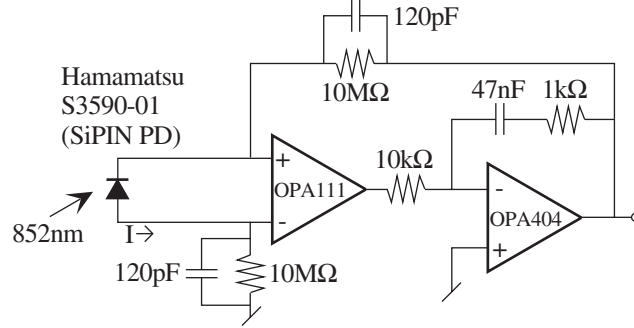 120pF
10MΩ
Hamamatsu
S3590-01
(SiPIN PD)
47nF
1kΩ
+
OPA111
-
10kΩ
-
OPA404
+
852nm
I→
120pF
10MΩ